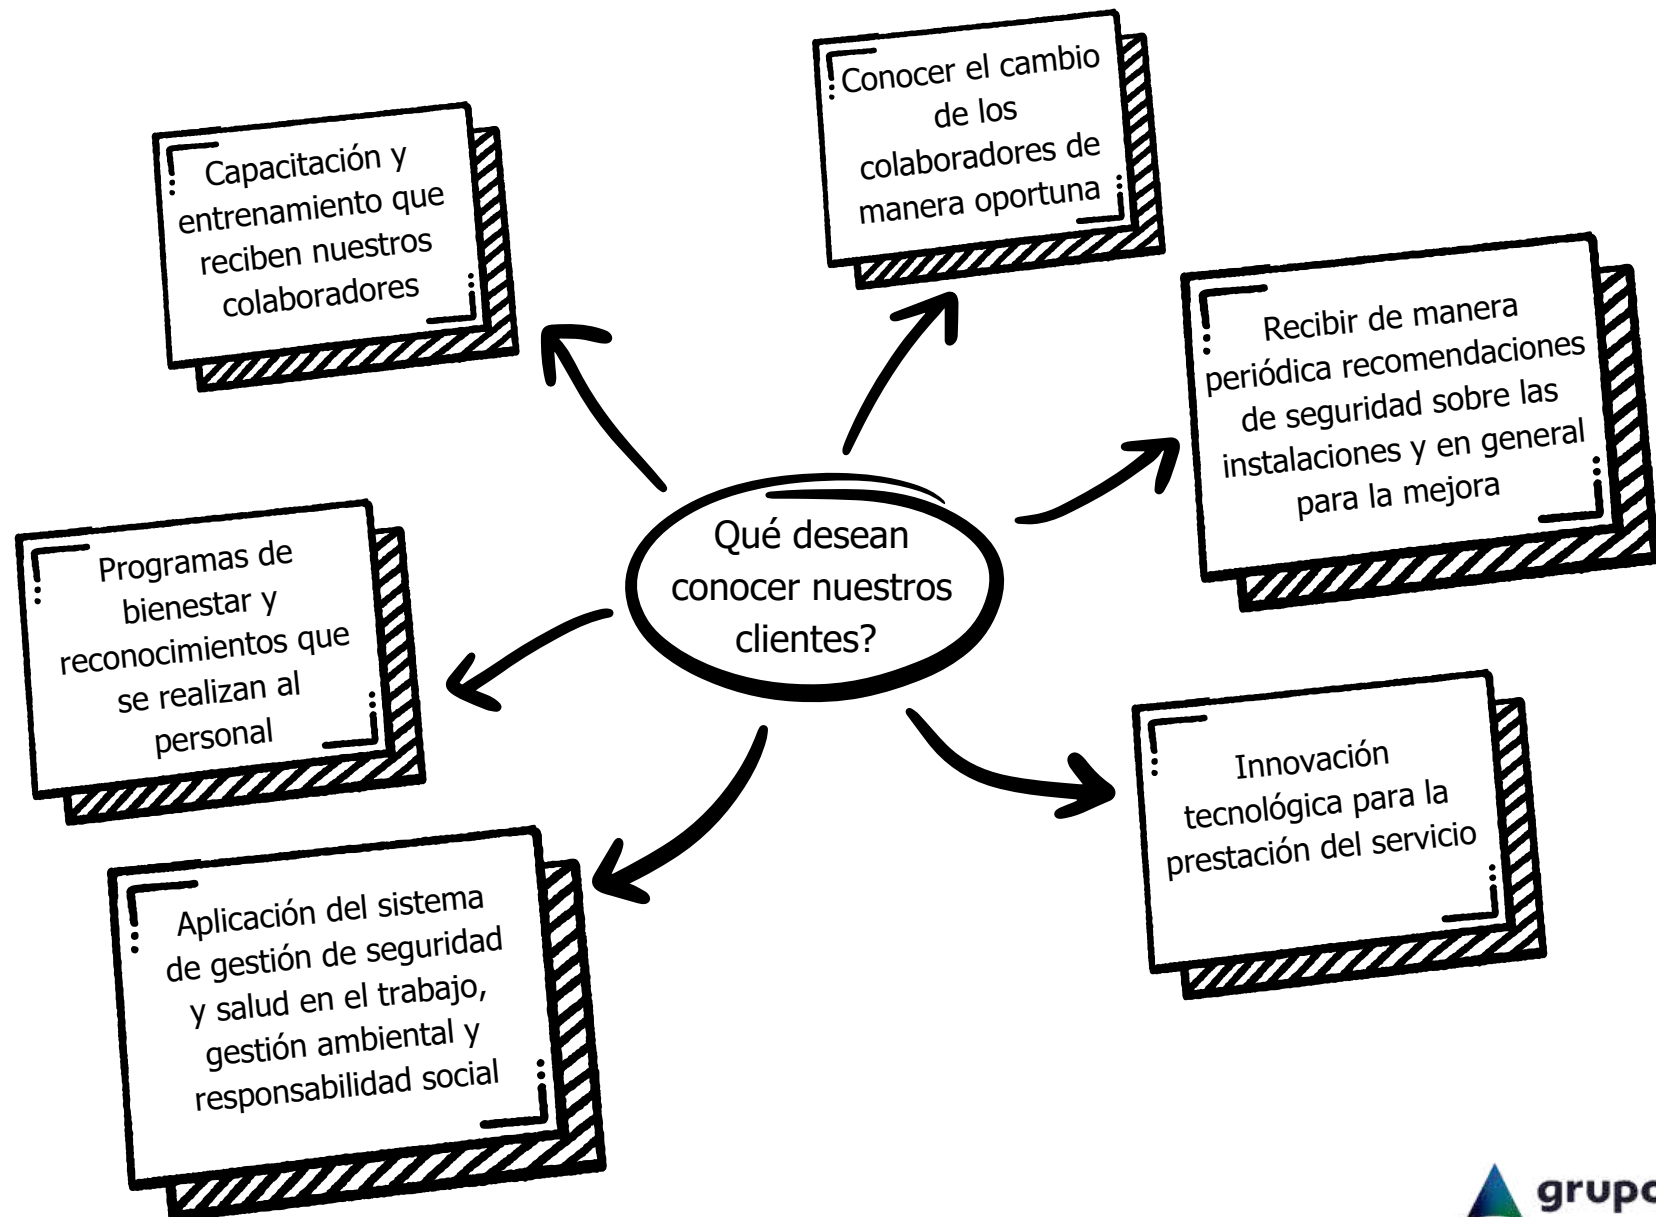 Conocer el cambio
de los
colaboradores de
manera oportuna
Capacitación y
entrenamiento que
reciben nuestros
colaboradores
Recibir de manera
periódica recomendaciones
de seguridad sobre las
instalaciones y en general
para la mejora
Qué desean
conocer nuestros
clientes?
Programas de
bienestar y
reconocimientos que
se realizan al
personal
Innovación
tecnológica para la
prestación del servicio
Aplicación del sistema
de gestión de seguridad
y salud en el trabajo,
gestión ambiental y
responsabilidad social
grupo